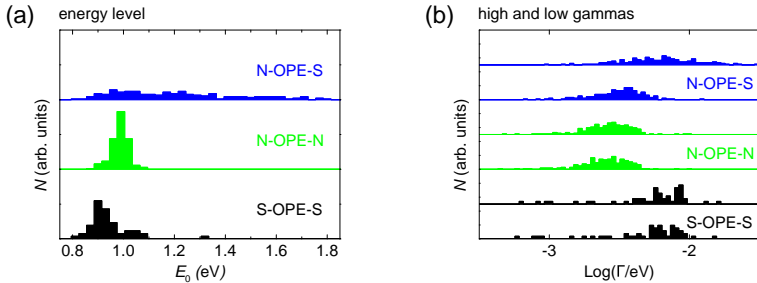 (a) energy level
N (arb. units)
N-OPE-S
N-OPE-N
S-OPE-S
0.8 1.0 1.2 1.4 1.6 1.8
E0 (eV)
(b) high and low gammas
N (arb. units)
N-OPE-S
N-OPE-N
S-OPE-S
-3 -2
Log(Γ/eV)